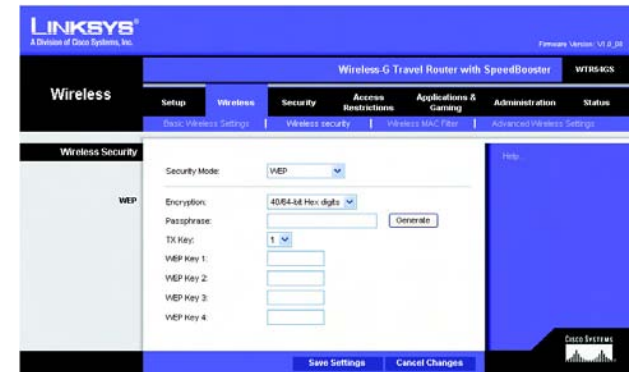 LINKSYS®
A Division of Cisco Systems, Inc.
Firmware Version: V1.0_04
Wireless-G Travel Router with SpeedBooster WTR54GS
Wireless
Setup Wireless Security Access Restrictions Applications & Gaming Administration Status
Basic Wireless Settings | Wireless security | Wireless MAC Filter | Advanced Wireless Settings
Wireless Security
Help...
Security Mode: WEP
WEP
Encryption: 40/64-bit Hex digits
Passphrase: Generate
TX Key: 1
WEP Key 1:
WEP Key 2:
WEP Key 3:
WEP Key 4:
CISCO SYSTEMS
Save Settings Cancel Changes